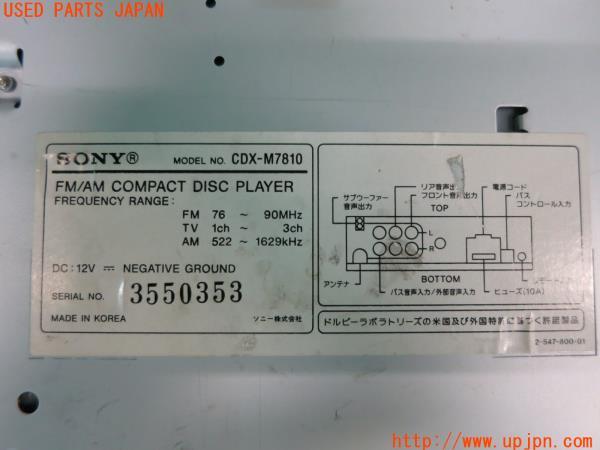 USED PARTS JAPAN
SONY®
MODEL NO. CDX-M7810
FM/AM COMPACT DISC PLAYER
FREQUENCY RANGE:
FM 76 ~ 90MHz
TV 1ch ~ 3ch
AM 522 ~ 1629kHz
DC: 12V ⎓ NEGATIVE GROUND
SERIAL NO. 3550353
MADE IN KOREA
ソニー株式会社
サブウーファー
音声出力
リア音声出力
フロント音声出力
TOP
電源コード
バス
コントロール入力
L
R
アンテナ
BOTTOM
バス音声入力/外部音声入力
ヒューズ(10A)
ドルビーラボラトリーズの米国及び外国特許に基づく許諾製品
2-547-800-01
http://www.upjpn.com/